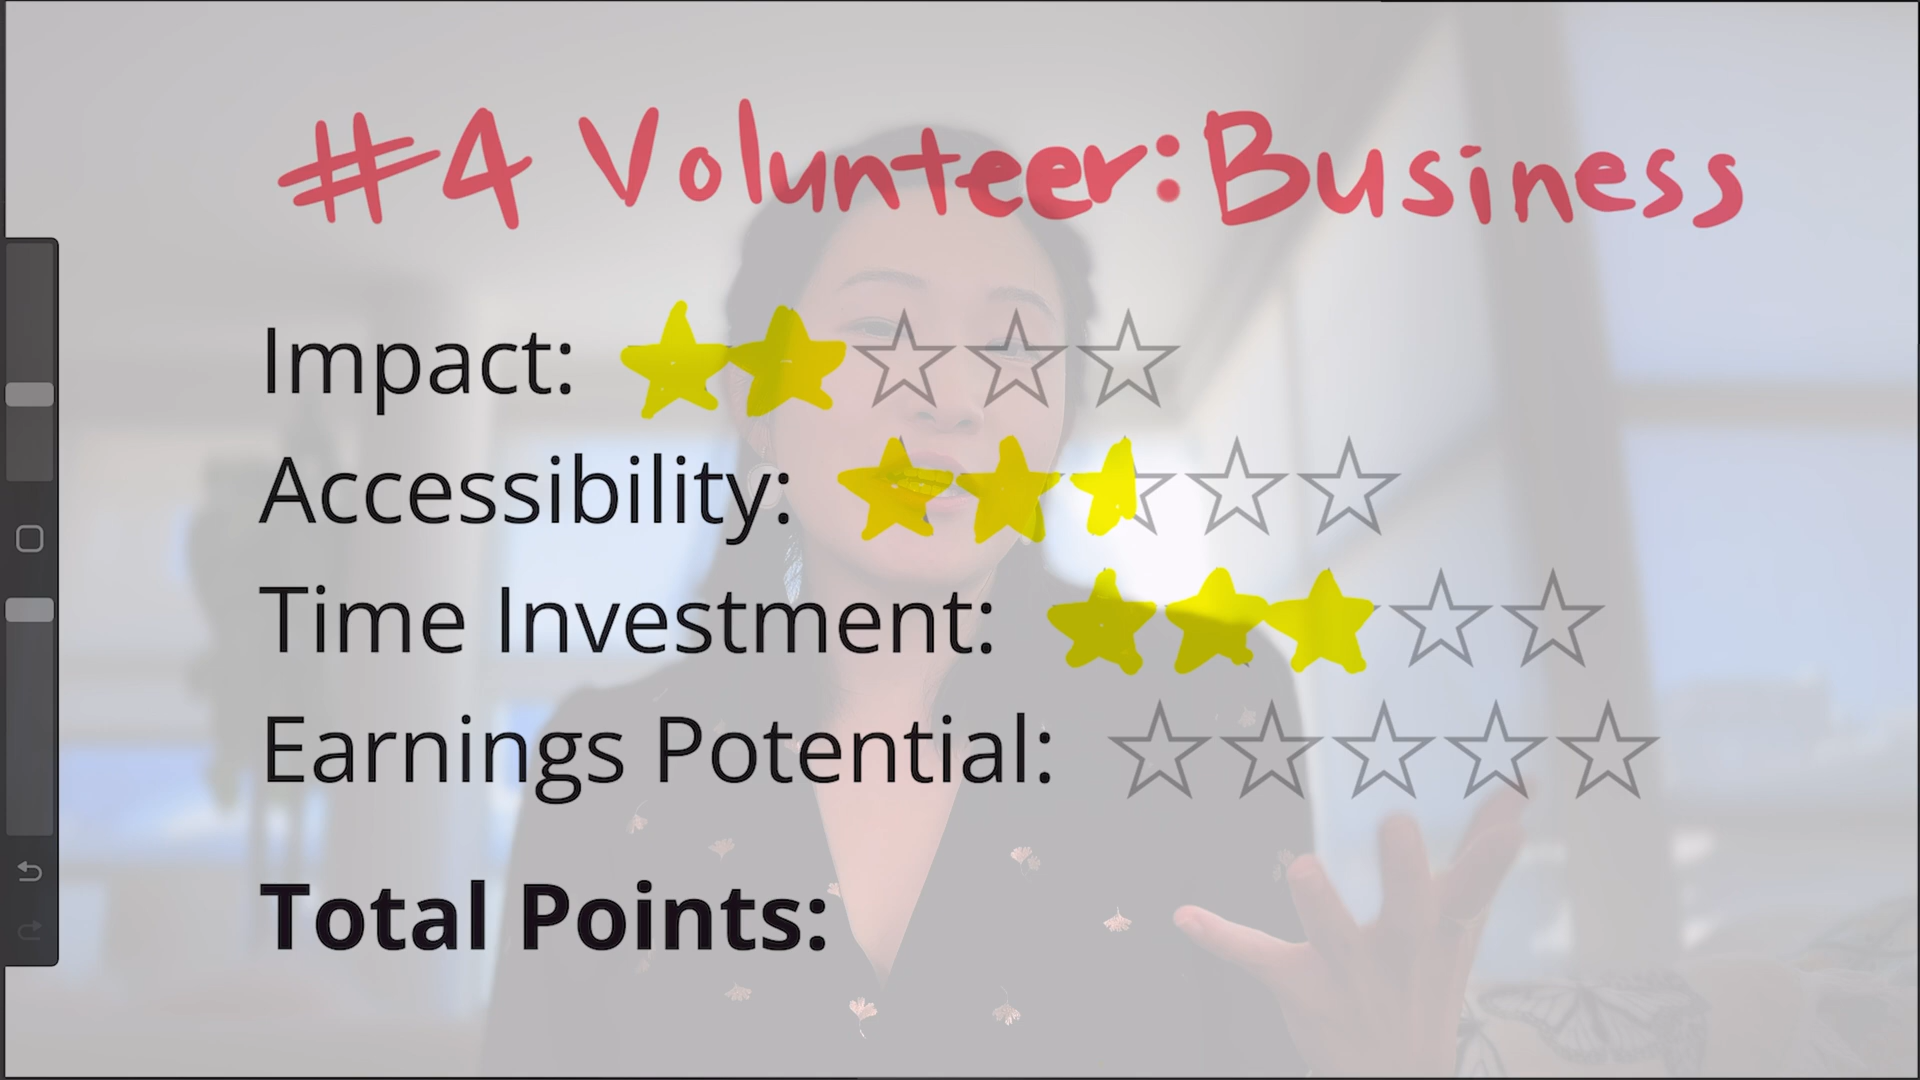 #4 Volunteer: Business
Impact:
Accessibility:
Time Investment:
Earnings Potential:
Total Points: